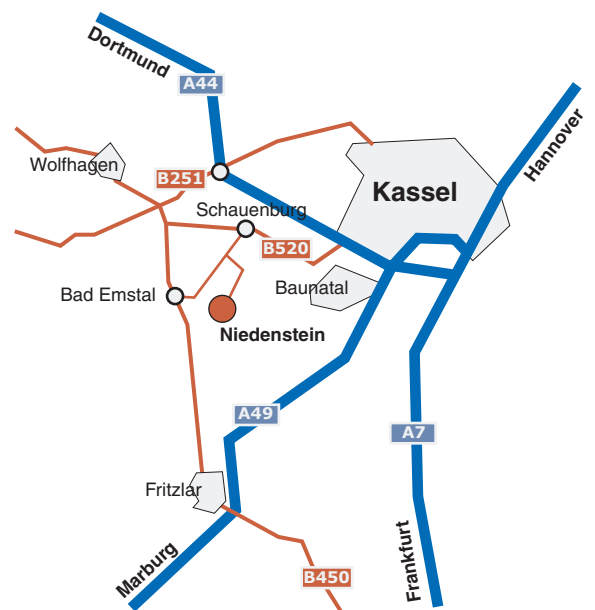 Dortmund
A44
Hannover
Wolfhagen
B251
Kassel
Schauenburg
B520
Baunatal
Bad Emstal
Niedenstein
A49
A7
Fritzlar
Marburg
Frankfurt
B450